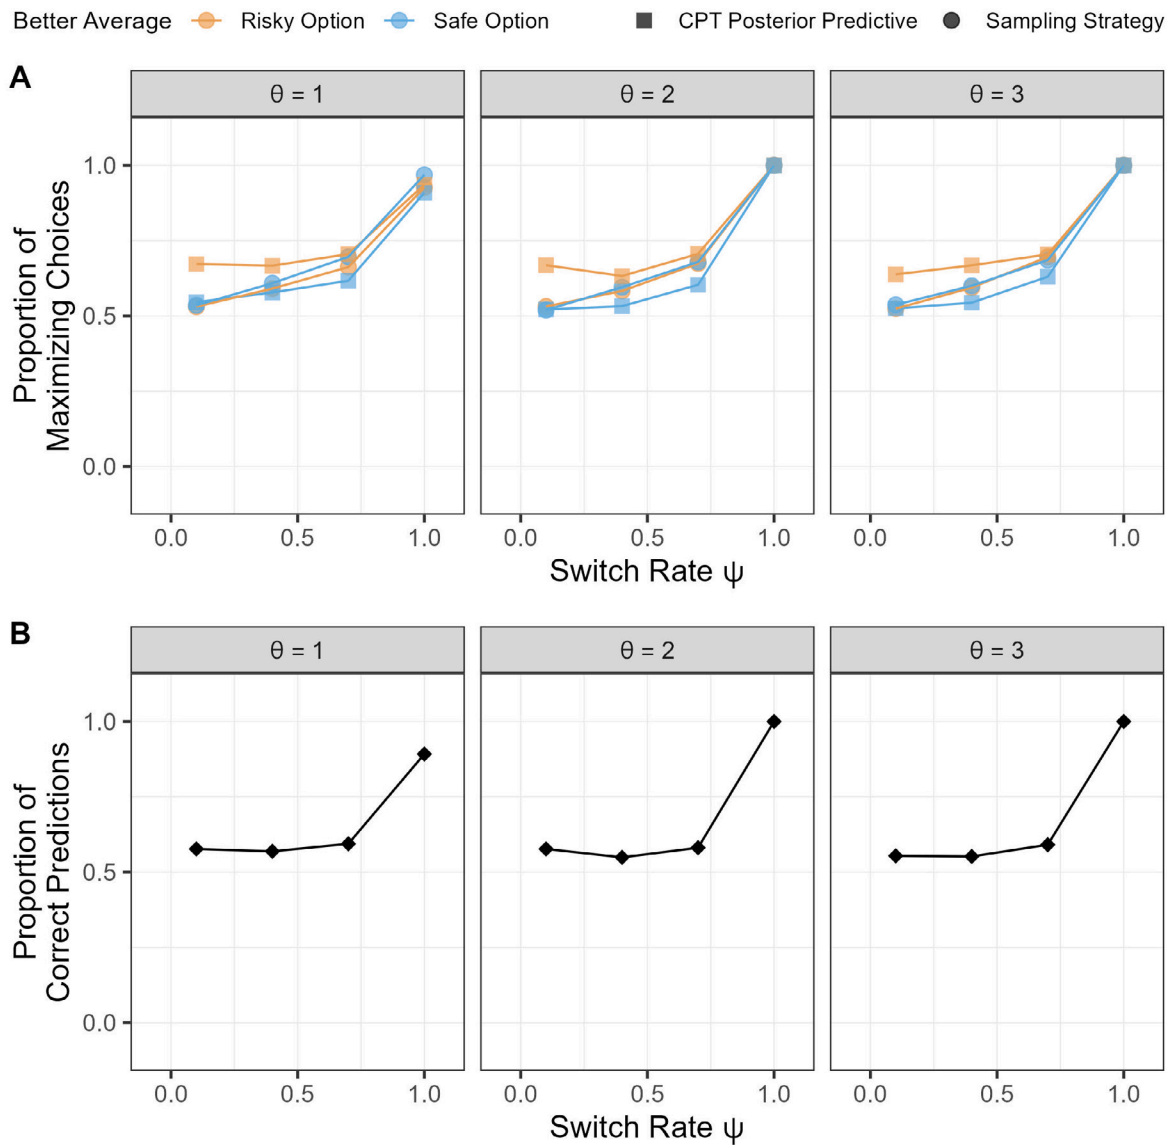 Better Average Risky Option Safe Option CPT Posterior Predictive Sampling Strategy
A
θ = 1 θ = 2 θ = 3
Proportion of
Maximizing Choices
1.0
0.5
0.0
0.0 0.5 1.0 0.0 0.5 1.0 0.0 0.5 1.0
Switch Rate ψ
B
θ = 1 θ = 2 θ = 3
Proportion of
Correct Predictions
1.0
0.5
0.0
0.0 0.5 1.0 0.0 0.5 1.0 0.0 0.5 1.0
Switch Rate ψ